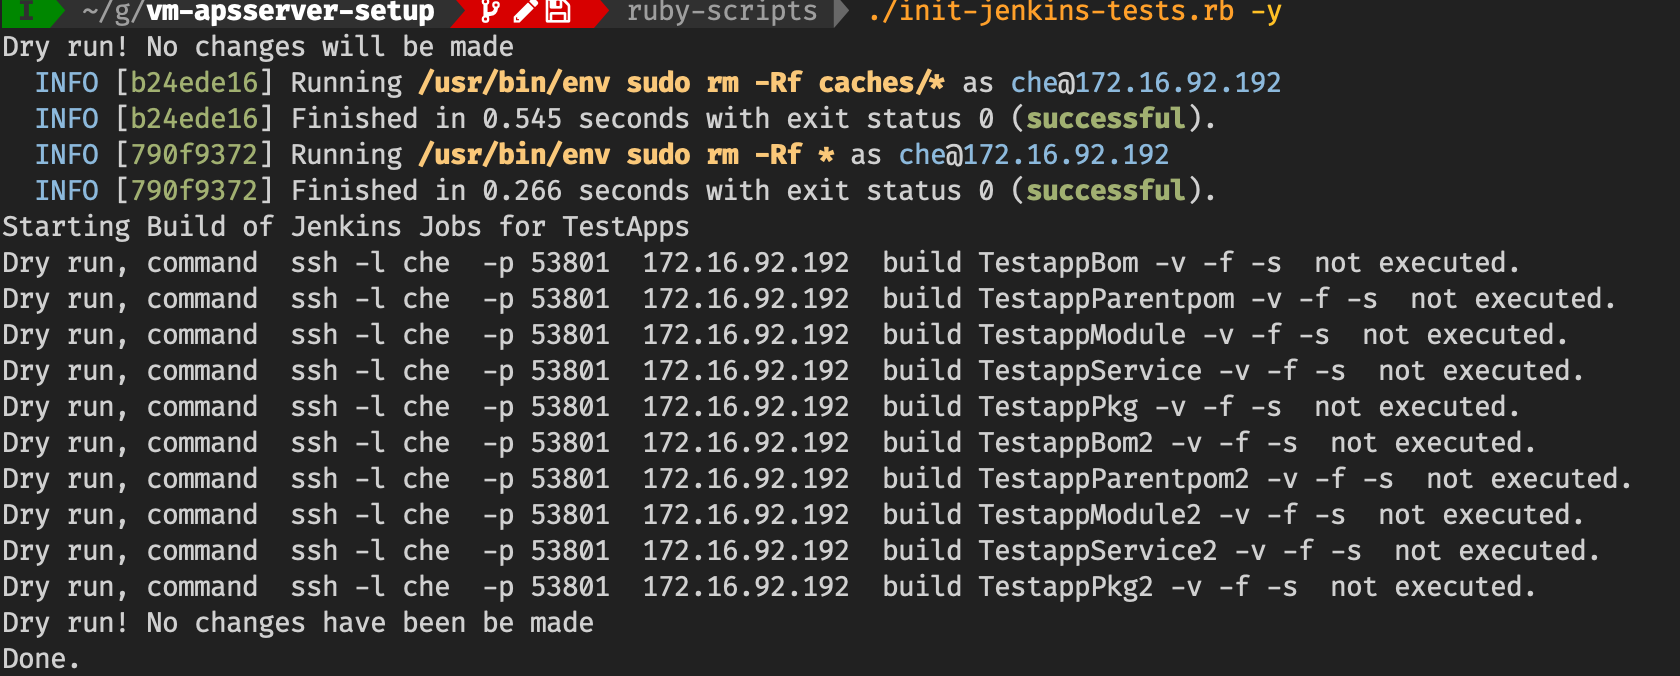 I ~/g/vm-apsserver-setup ruby-scripts ./init-jenkins-tests.rb -y
Dry run! No changes will be made
INFO [b24ede16] Running /usr/bin/env sudo rm -Rf caches/* as che@172.16.92.192
INFO [b24ede16] Finished in 0.545 seconds with exit status 0 (successful).
INFO [790f9372] Running /usr/bin/env sudo rm -Rf * as che@172.16.92.192
INFO [790f9372] Finished in 0.266 seconds with exit status 0 (successful).
Starting Build of Jenkins Jobs for TestApps
Dry run, command  ssh -l che  -p 53801  172.16.92.192  build TestappBom -v -f -s  not executed.
Dry run, command  ssh -l che  -p 53801  172.16.92.192  build TestappParentpom -v -f -s  not executed.
Dry run, command  ssh -l che  -p 53801  172.16.92.192  build TestappModule -v -f -s  not executed.
Dry run, command  ssh -l che  -p 53801  172.16.92.192  build TestappService -v -f -s  not executed.
Dry run, command  ssh -l che  -p 53801  172.16.92.192  build TestappPkg -v -f -s  not executed.
Dry run, command  ssh -l che  -p 53801  172.16.92.192  build TestappBom2 -v -f -s  not executed.
Dry run, command  ssh -l che  -p 53801  172.16.92.192  build TestappParentpom2 -v -f -s  not executed.
Dry run, command  ssh -l che  -p 53801  172.16.92.192  build TestappModule2 -v -f -s  not executed.
Dry run, command  ssh -l che  -p 53801  172.16.92.192  build TestappService2 -v -f -s  not executed.
Dry run, command  ssh -l che  -p 53801  172.16.92.192  build TestappPkg2 -v -f -s  not executed.
Dry run! No changes have been be made
Done.